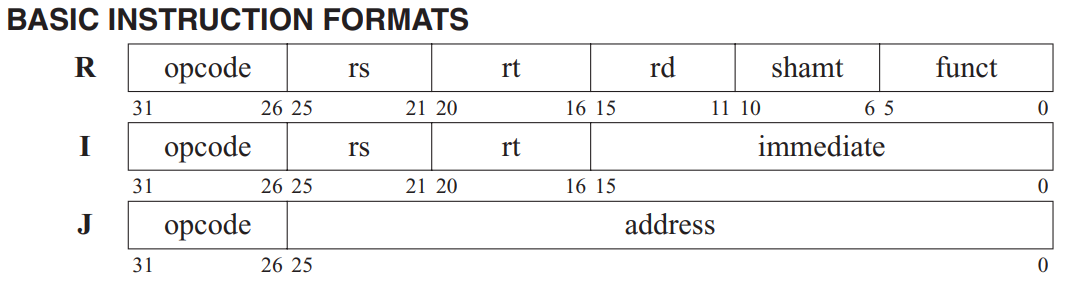 BASIC INSTRUCTION FORMATS
R opcode rs rt rd shamt funct
31 26 25 21 20 16 15 11 10 6 5 0
I opcode rs rt immediate
31 26 25 21 20 16 15 0
J opcode address
31 26 25 0